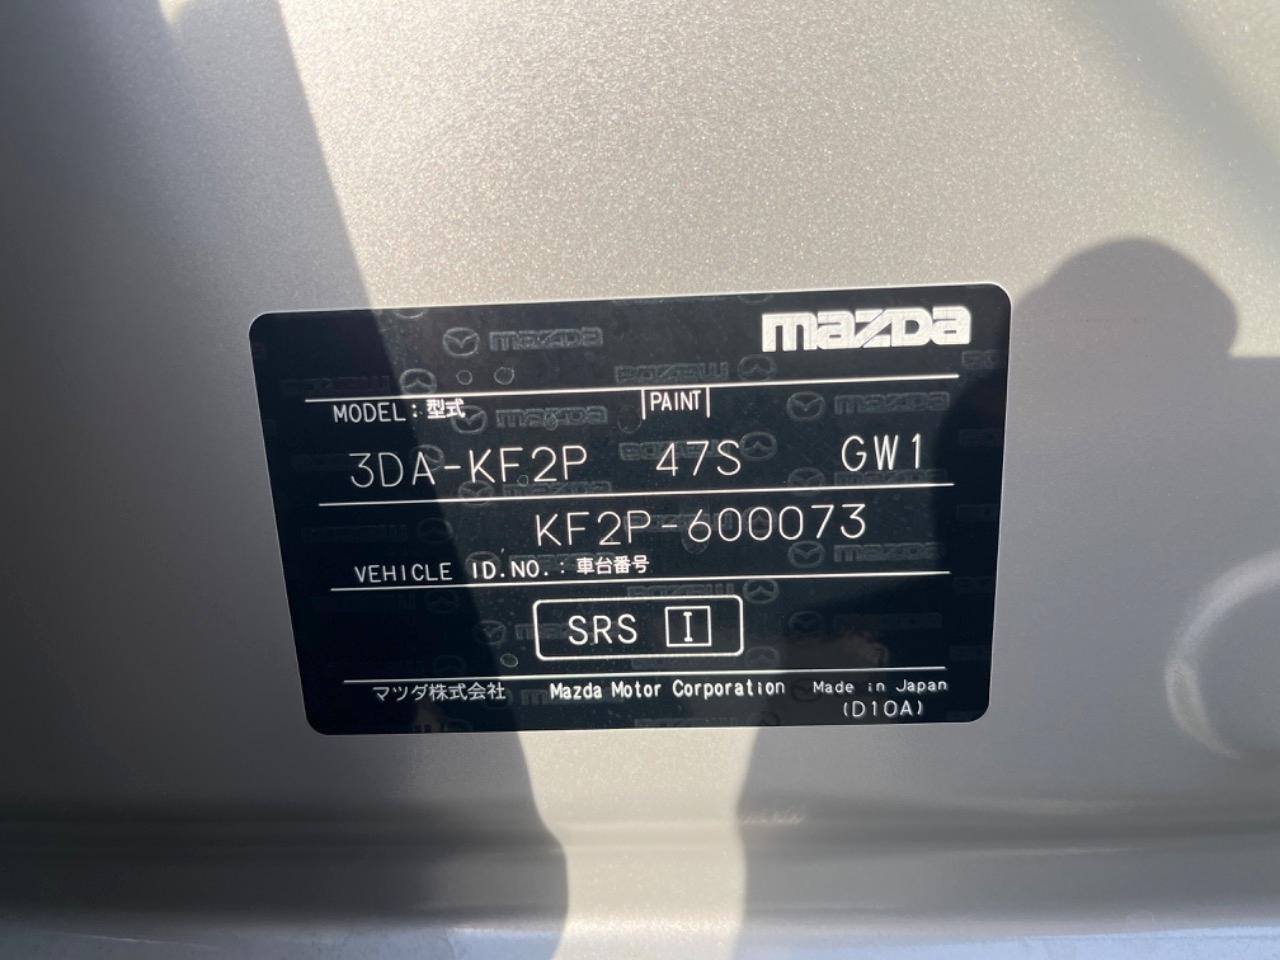 mazda
MODEL: 型式 PAINT
3DA-KF2P 47S GW1
KF2P-600073
VEHICLE ID.NO.: 車台番号
SRS I
マツダ株式会社 Mazda Motor Corporation Made in Japan
(D10A)